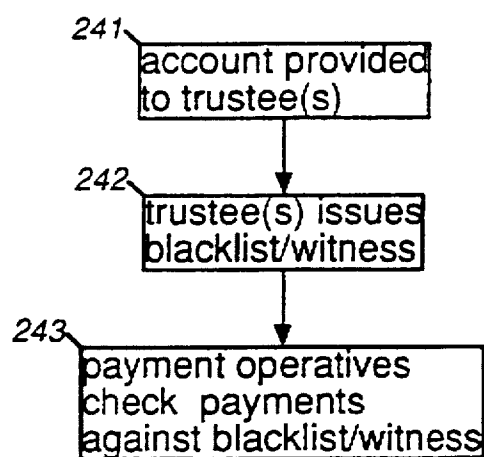 241
account provided
to trustee(s)
242
trustee(s) issues
blacklist/witness
243
payment operatives
check payments
against blacklist/witness